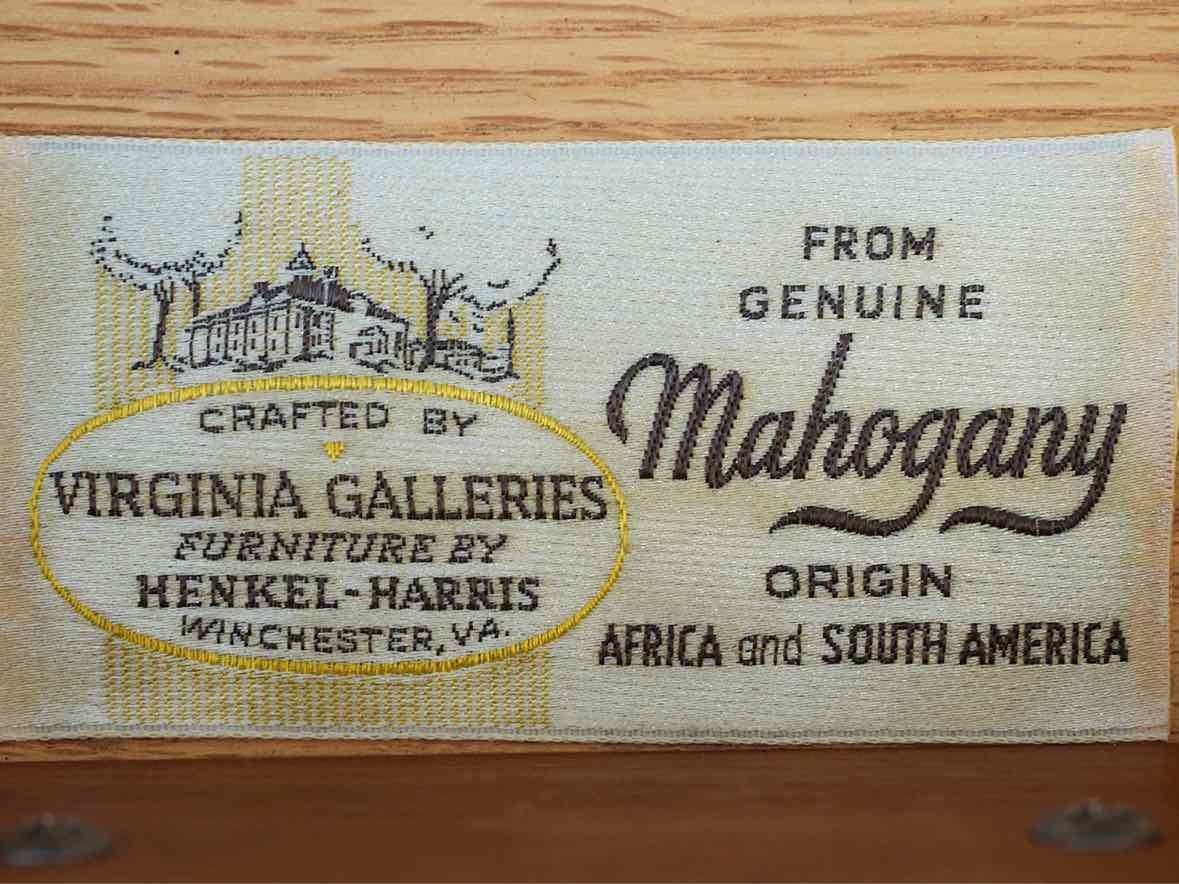 CRAFTED BY
VIRGINIA GALLERIES
FURNITURE BY
HENKEL-HARRIS
WINCHESTER, VA.
FROM
GENUINE
Mahogany
ORIGIN
AFRICA and SOUTH AMERICA